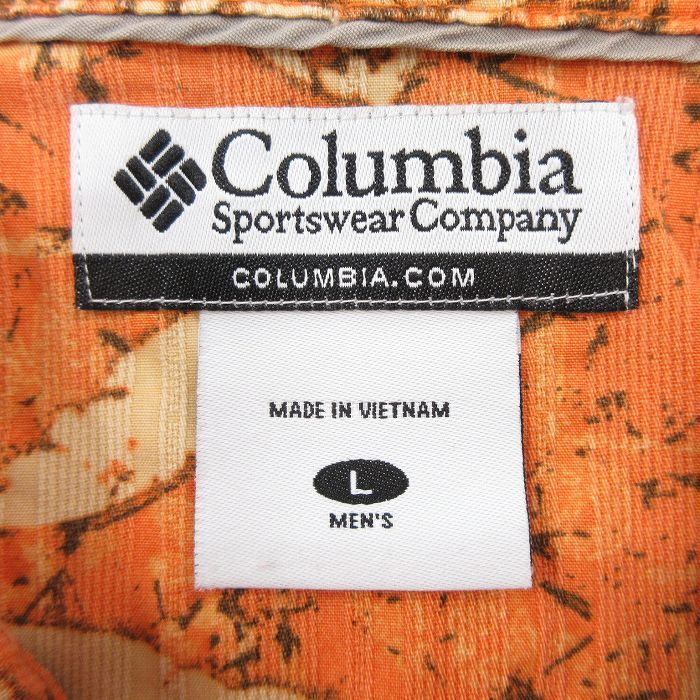 Columbia
Sportswear Company
COLUMBIA.COM
MADE IN VIETNAM
L
MEN'S